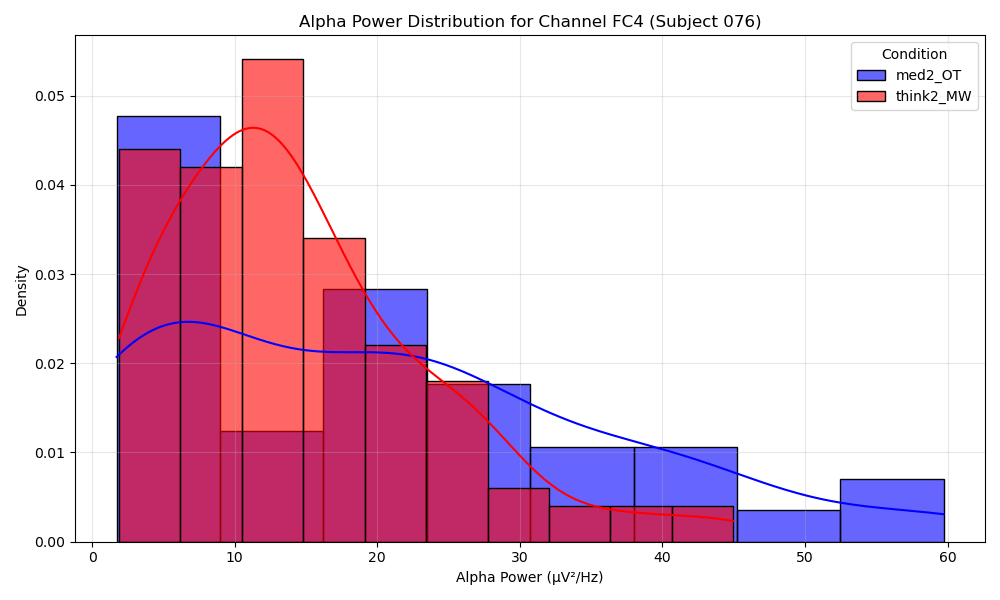 Alpha Power Distribution for Channel FC4 (Subject 076)
Condition
med2_OT
think2_MW
0.05
0.04
0.03
0.02
0.01
0.00
Density
0 10 20 30 40 50 60
Alpha Power (µV²/Hz)